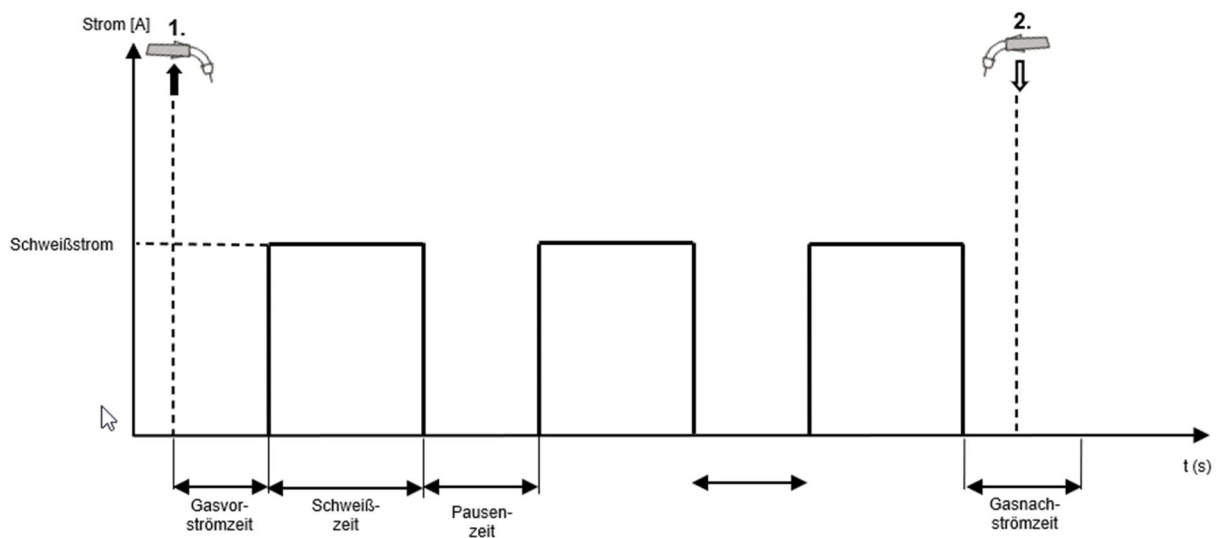 Strom [A]
1.
2.
Schweißstrom
t (s)
Gasvor-
strömzeit
Schweiß-
zeit
Pausen-
zeit
Gasnach-
strömzeit